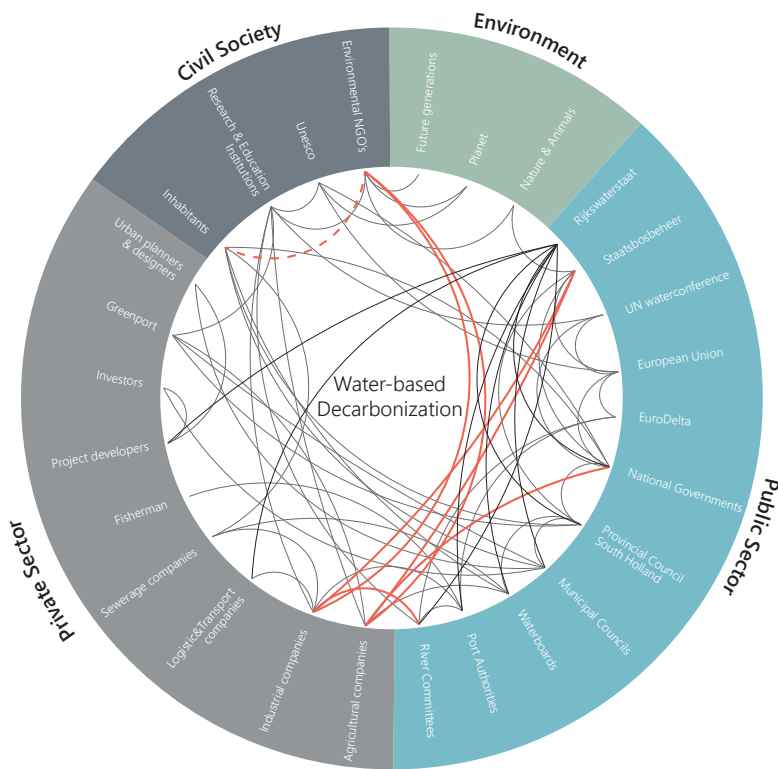 Civil Society
Environment
Public Sector
Private Sector
Environmental NGO's
Unesco
Research & Education
Institutions
Inhabitants
Future generations
Planet
Nature & Animals
Rijkswaterstaat
Staatsbosbeheer
UN waterconference
European Union
EuroDelta
National Governments
Provincial Council
South Holland
Municipal Councils
Waterboards
Port Authorities
River Committees
Agricultural companies
Industrial companies
Logistic&Transport
companies
Sewerage companies
Fisherman
Project developers
Investors
Greenport
Urban planners
& designers
Water-based
Decarbonization